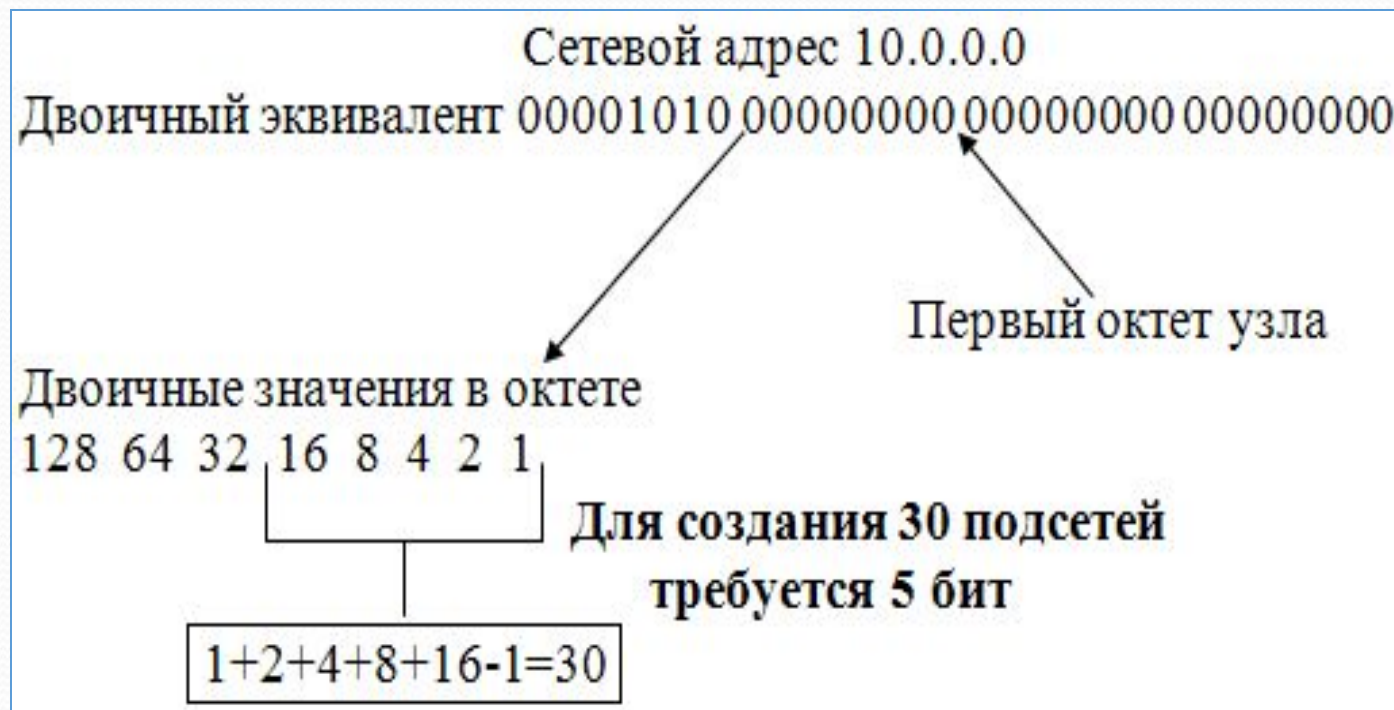 Сетевой адрес 10.0.0.0
Двоичный эквивалент 00001010 00000000 00000000 00000000
Первый октет узла
Двоичные значения в октете
128 64 32 16 8 4 2 1
Для создания 30 подсетей
требуется 5 бит
1+2+4+8+16-1=30